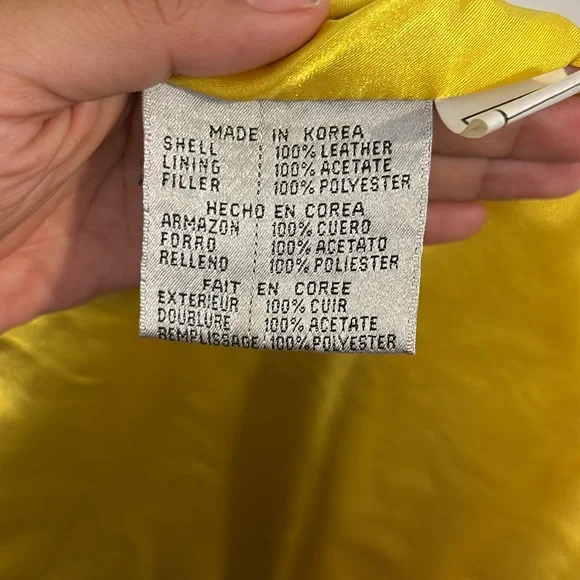 MADE IN KOREA
SHELL 100% LEATHER
LINING 100% ACETATE
FILLER 100% POLYESTER
HECHO EN COREA
ARMAZON 100% CUERO
FORRO 100% ACETATO
RELLENO 100% POLIESTER
FAIT EN COREE
EXTERIEUR 100% CUIR
DOUBLURE 100% ACETATE
REMPLISSAGE 100% POLYESTER